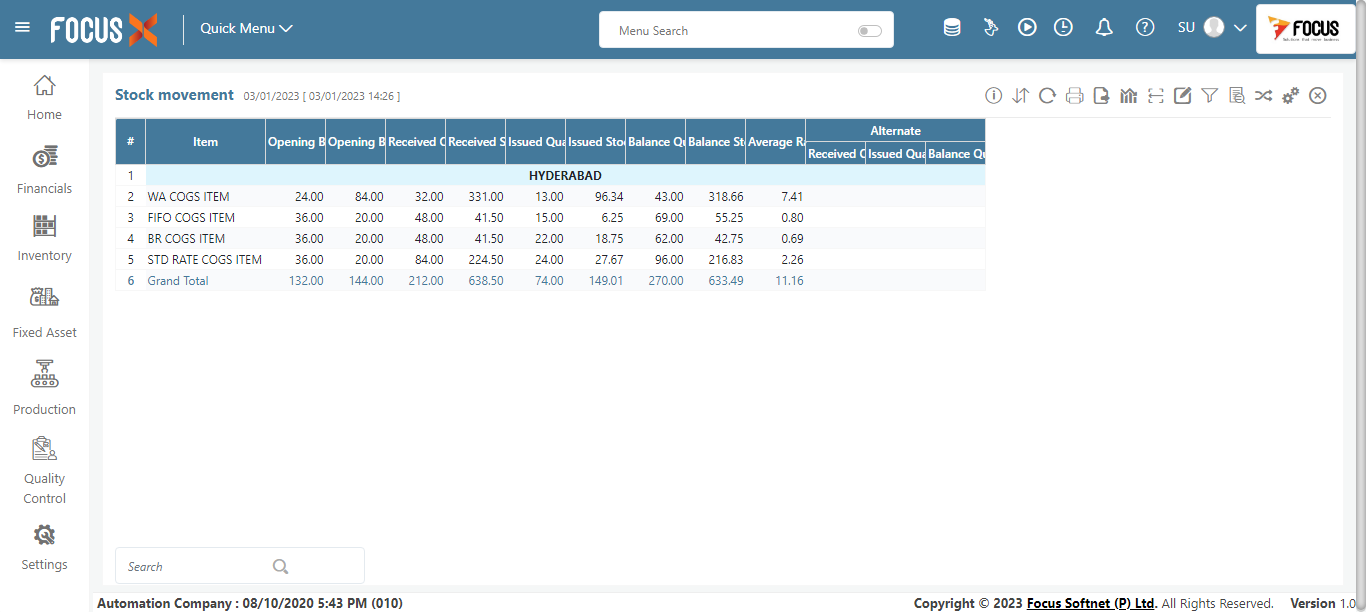 FOCUS X Quick Menu Menu Search SU FOCUS
Home
Financials
Inventory
Fixed Asset
Production
Quality
Control
Settings
Stock movement 03/01/2023 [ 03/01/2023 14:26 ]
# Item Opening B Opening B Received Q Received S Issued Qua Issued Stoc Balance Qu Balance St Average Ra Alternate
Received Q Issued Qua Balance Qu
1 HYDERABAD
2 WA COGS ITEM 24.00 84.00 32.00 331.00 13.00 96.34 43.00 318.66 7.41
3 FIFO COGS ITEM 36.00 20.00 48.00 41.50 15.00 6.25 69.00 55.25 0.80
4 BR COGS ITEM 36.00 20.00 48.00 41.50 22.00 18.75 62.00 42.75 0.69
5 STD RATE COGS ITEM 36.00 20.00 84.00 224.50 24.00 27.67 96.00 216.83 2.26
6 Grand Total 132.00 144.00 212.00 638.50 74.00 149.01 270.00 633.49 11.16
Search
Automation Company : 08/10/2020 5:43 PM (010) Copyright © 2023 Focus Softnet (P) Ltd. All Rights Reserved. Version 1.0